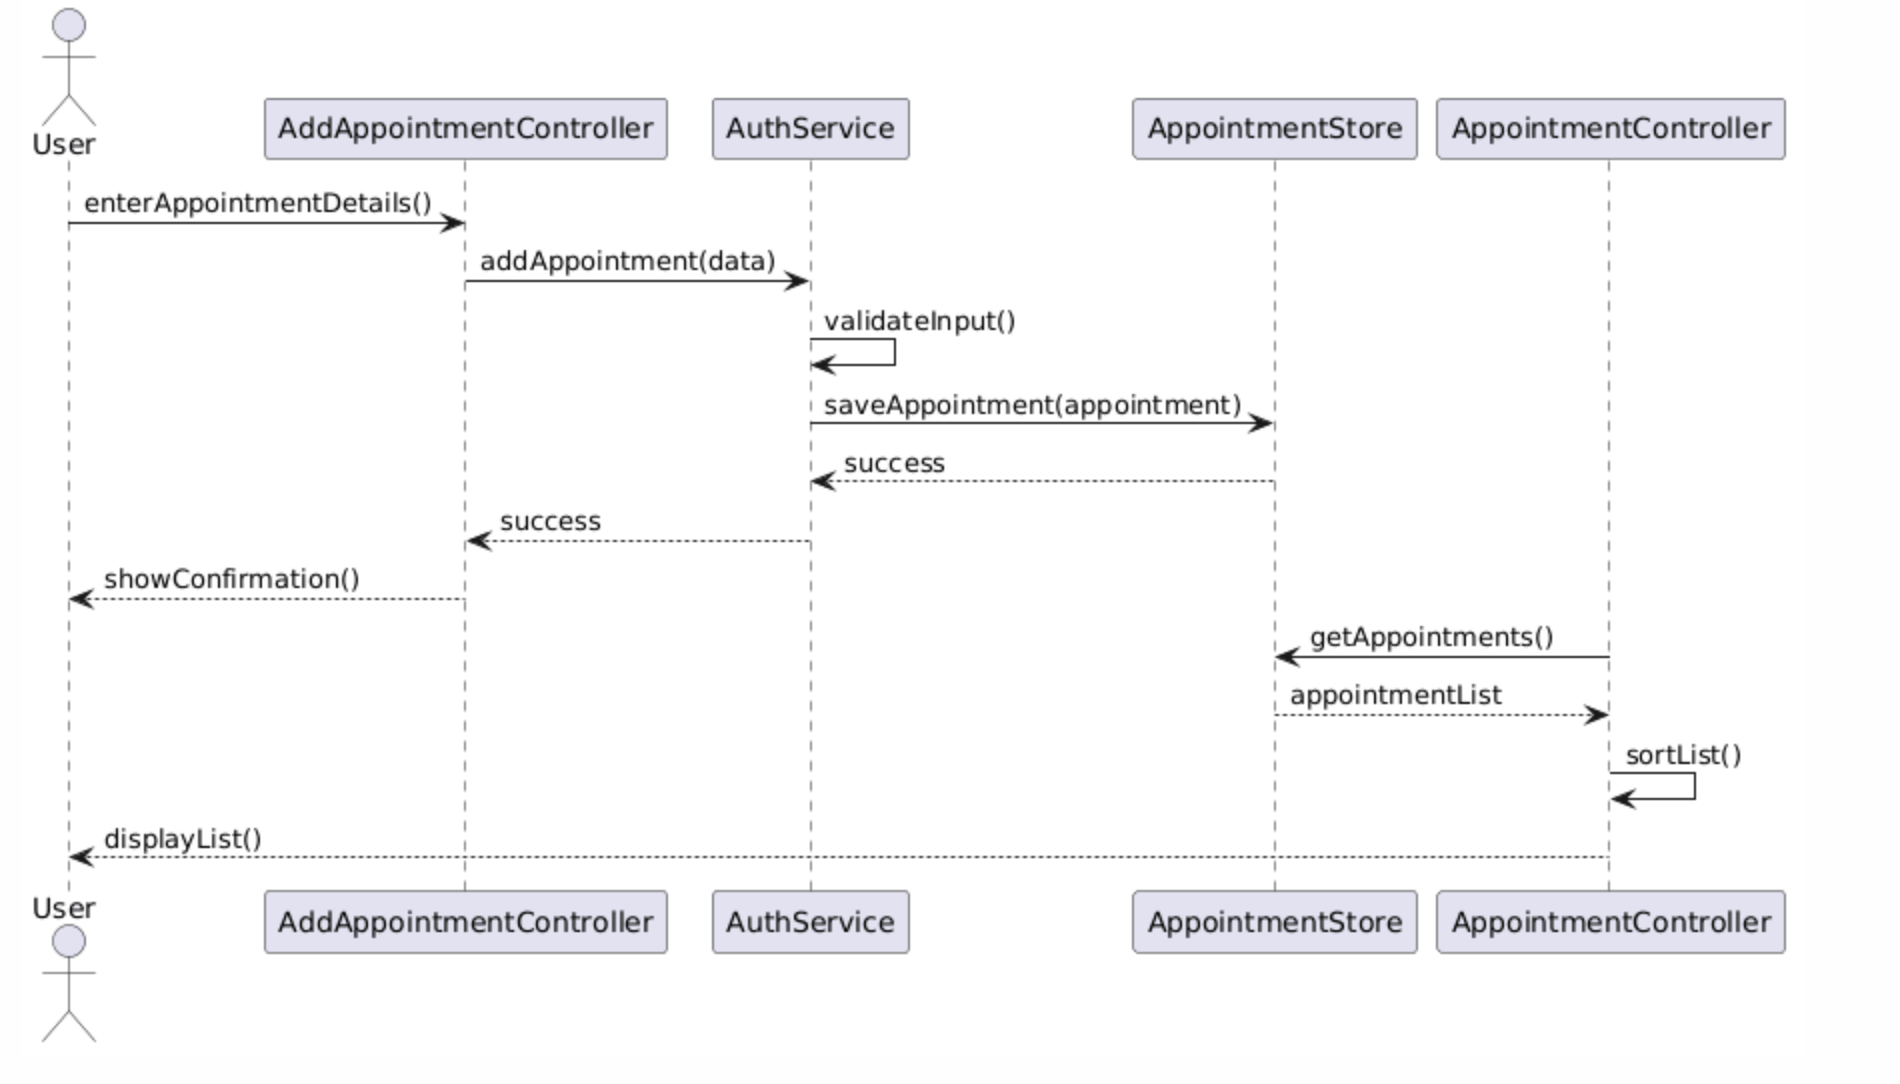 User
AddAppointmentController
AuthService
AppointmentStore
AppointmentController
enterAppointmentDetails()
addAppointment(data)
validateInput()
saveAppointment(appointment)
success
success
showConfirmation()
getAppointments()
appointmentList
sortList()
displayList()
User
AddAppointmentController
AuthService
AppointmentStore
AppointmentController